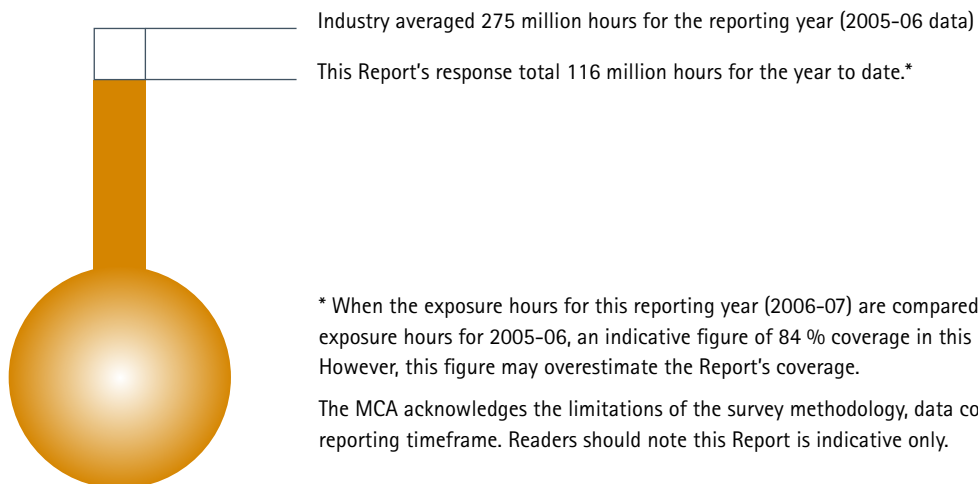 Industry averaged 275 million hours for the reporting year (2005-06 data)
This Report's response total 116 million hours for the year to date.*
* When the exposure hours for this reporting year (2006-07) are compared
exposure hours for 2005-06, an indicative figure of 84 % coverage in this
However, this figure may overestimate the Report's coverage.
The MCA acknowledges the limitations of the survey methodology, data co
reporting timeframe. Readers should note this Report is indicative only.